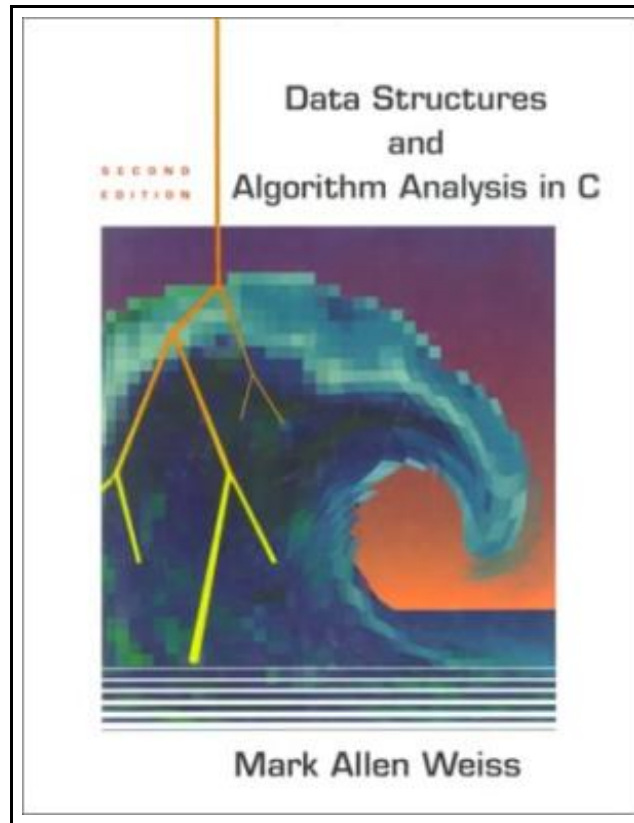 Data Structures
and
Algorithm Analysis in C
SECOND
EDITION
Mark Allen Weiss